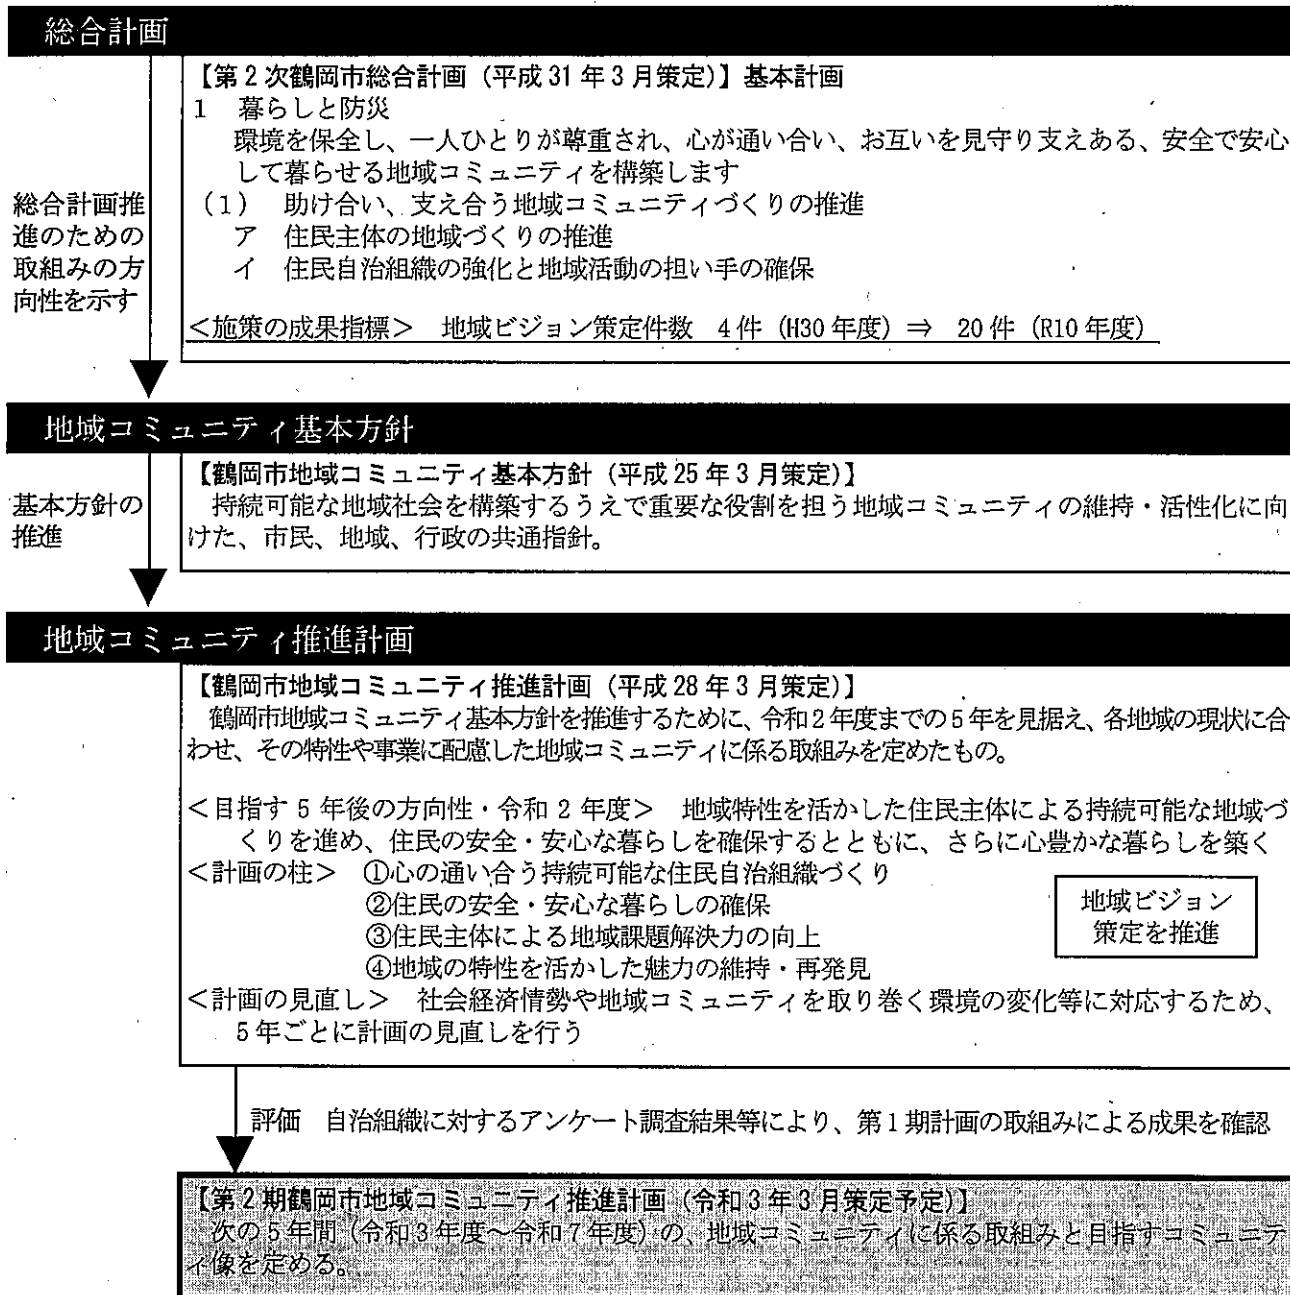 総合計画
【第２次鶴岡市総合計画（平成 31 年３月策定）】基本計画
１　暮らしと防災
環境を保全し、一人ひとりが尊重され、心が通い合い、お互いを見守り支えある、安全で安心
して暮らせる地域コミュニティを構築します
（１）　助け合い、支え合う地域コミュニティづくりの推進
ア　住民主体の地域づくりの推進
イ　住民自治組織の強化と地域活動の担い手の確保
＜施策の成果指標＞　地域ビジョン策定件数　４件（H30 年度）⇒　20 件（R10 年度）
総合計画推
進のための
取組みの方
向性を示す
地域コミュニティ基本方針
【鶴岡市地域コミュニティ基本方針（平成 25 年３月策定）】
持続可能な地域社会を構築するうえで重要な役割を担う地域コミュニティの維持・活性化に向
けた、市民、地域、行政の共通指針。
基本方針の
推進
地域コミュニティ推進計画
【鶴岡市地域コミュニティ推進計画（平成 28 年３月策定）】
鶴岡市地域コミュニティ基本方針を推進するために、令和２年度までの５年を見据え、各地域の現状に合
わせ、その特性や事業に配慮した地域コミュニティに係る取組みを定めたもの。
＜目指す 5 年後の方向性・令和 2 年度＞　地域特性を活かした住民主体による持続可能な地域づ
くりを進め、住民の安全・安心な暮らしを確保するとともに、さらに心豊かな暮らしを築く
＜計画の柱＞　①心の通い合う持続可能な住民自治組織づくり
②住民の安全・安心な暮らしの確保
③住民主体による地域課題解決力の向上
④地域の特性を活かした魅力の維持・再発見
地域ビジョン
策定を推進
＜計画の見直し＞　社会経済情勢や地域コミュニティを取り巻く環境の変化等に対応するため、
５年ごとに計画の見直しを行う
評価　自治組織に対するアンケート調査結果等により、第１期計画の取組みによる成果を確認
【第２期鶴岡市地域コミュニティ推進計画（令和３年３月策定予定）】
次の５年間（令和３年度～令和７年度）の、地域コミュニティに係る取組みと目指すコミュニテ
ィ像を定める。